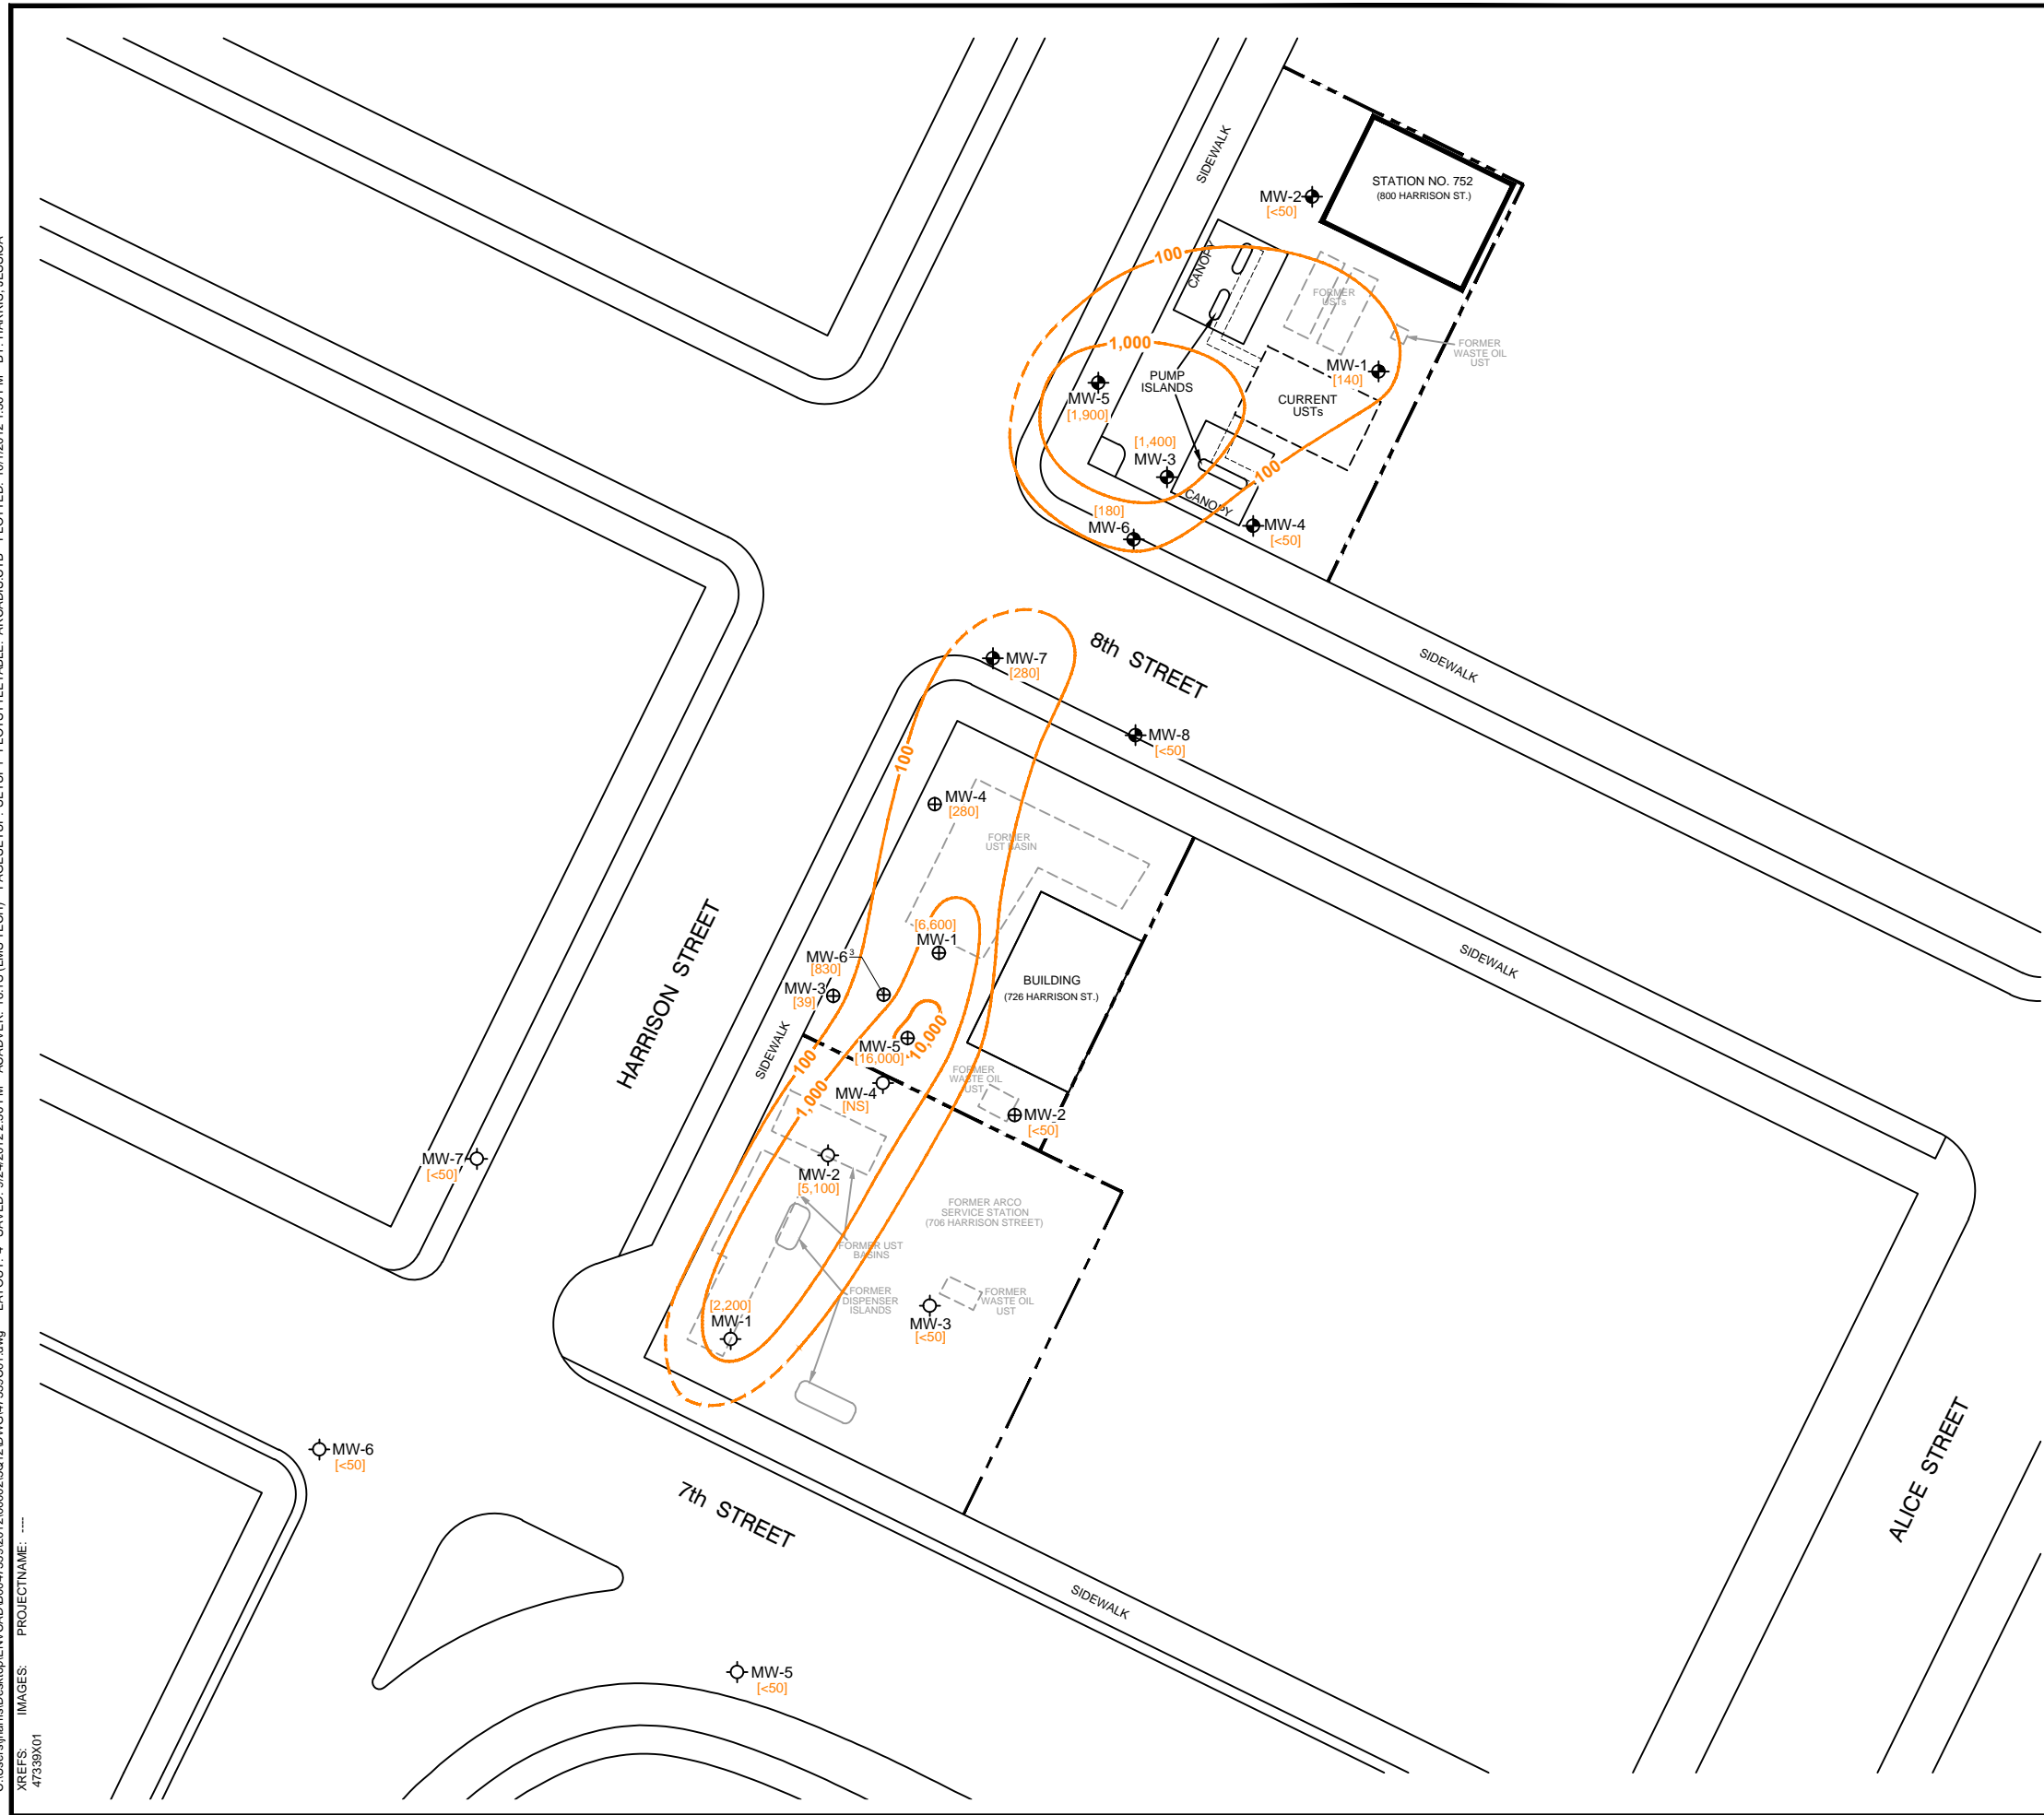 SIDEWALK
STATION NO. 752
(800 HARRISON ST.)
MW-2
[<50]
CANOPY
100
FORMER
USTs
1,000
FORMER
WASTE OIL
UST
MW-1
[140]
PUMP
ISLANDS
MW-5
[1,900]
CURRENT
USTs
[1,400]
MW-3
100
CANOPY
[180]
MW-6
MW-4
[<50]
8th STREET
SIDEWALK
MW-7
[280]
MW-8
[<50]
100
MW-4
[280]
FORMER
UST BASIN
HARRISON STREET
[6,600]
MW-1
MW-6 3
[830]
MW-3
[39]
BUILDING
(726 HARRISON ST.)
SIDEWALK
SIDEWALK
MW-5
[16,000]
10,000
100
1,000
MW-4
[NS]
FORMER
WASTE OIL
UST
MW-2
[<50]
MW-7
[<50]
MW-2
[5,100]
FORMER ARCO
SERVICE STATION
(706 HARRISON STREET)
FORMER UST
BASINS
FORMER
DISPENSER
ISLANDS
FORMER
WASTE OIL
UST
[2,200]
MW-1
MW-3
[<50]
MW-6
[<50]
7th STREET
ALICE STREET
SIDEWALK
MW-5
[<50]
XREFS: IMAGES: PROJECTNAME: ----
47339X01